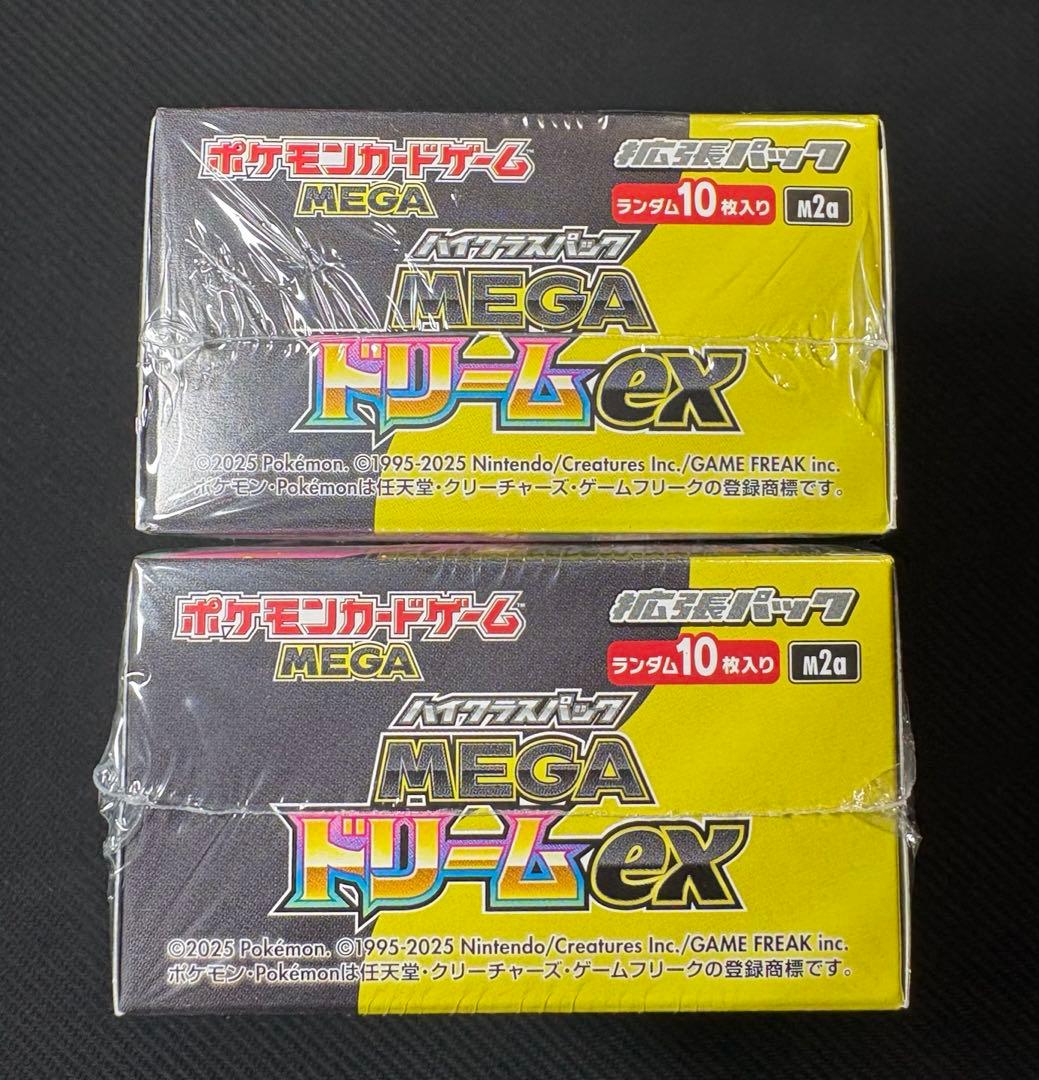 ポケモンカードゲーム™
MEGA
拡張パック
ランダム10枚入り M2a
ハイクラスパック
MEGA
ドリームex
©2025 Pokémon. ©1995-2025 Nintendo/Creatures Inc./GAME FREAK inc.
ポケモン・Pokémonは任天堂・クリーチャーズ・ゲームフリークの登録商標です。
ポケモンカードゲーム™
MEGA
拡張パック
ランダム10枚入り M2a
ハイクラスパック
MEGA
ドリームex
©2025 Pokémon. ©1995-2025 Nintendo/Creatures Inc./GAME FREAK inc.
ポケモン・Pokémonは任天堂・クリーチャーズ・ゲームフリークの登録商標です。